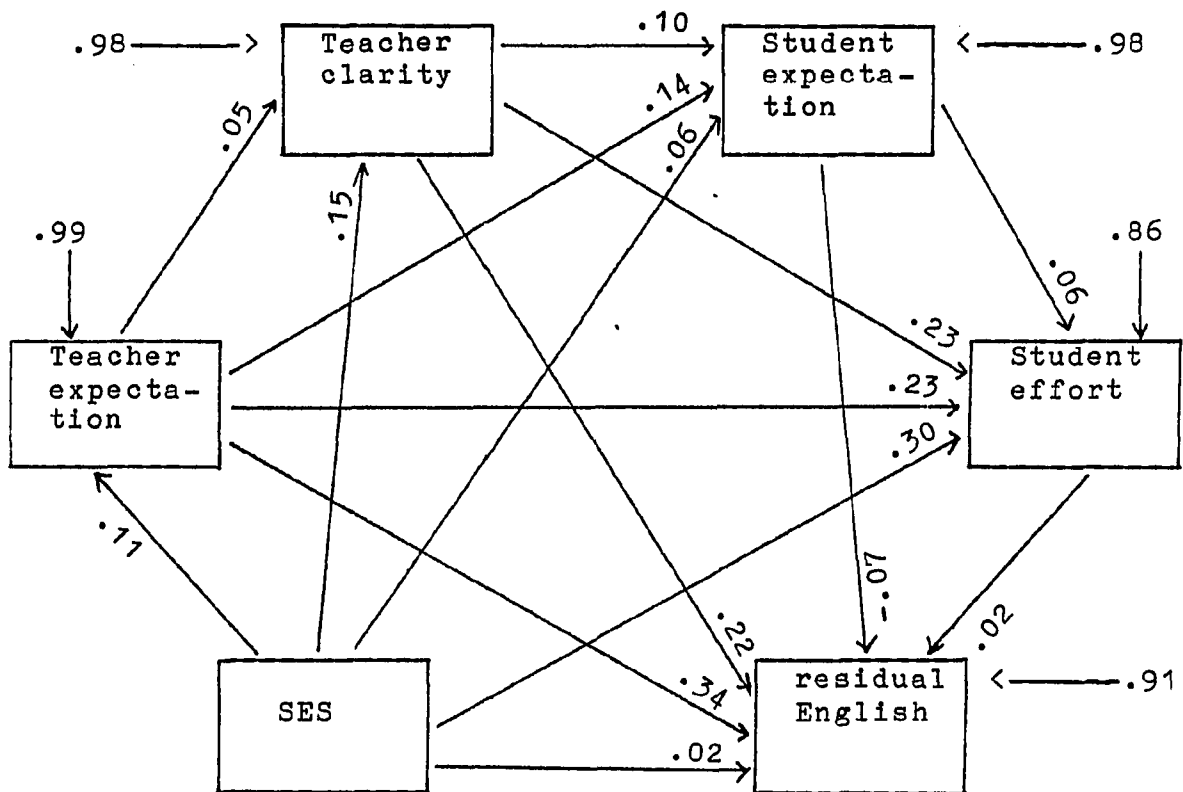 .98
Teacher
clarity
.10
Student
expecta-
tion
.98
.05
.15
.14
.06
.99
.86
.06
Teacher
expecta-
tion
.23
.23
.30
Student
effort
.11
-.07
.02
.22
.34
SES
.02
residual
English
.91